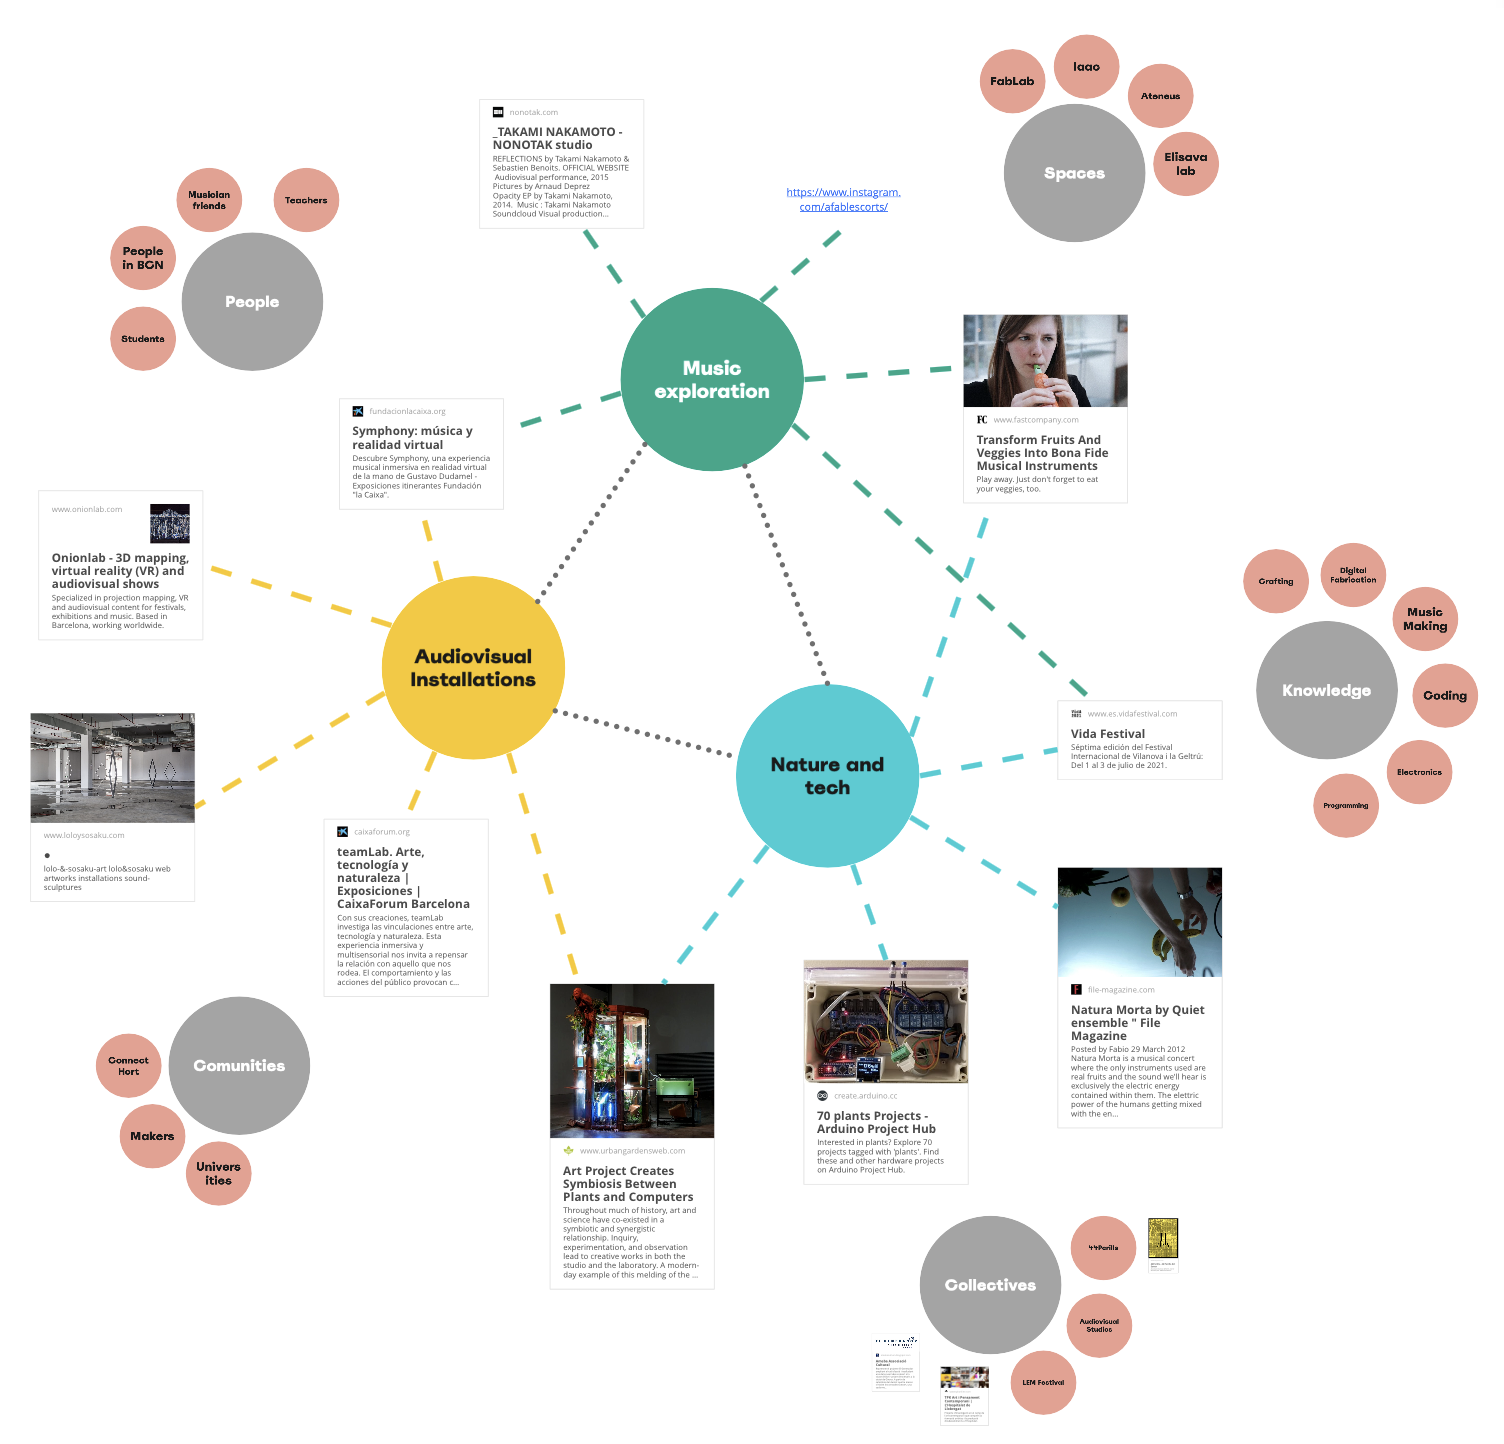 FabLab
Iaac
Ateneus
Elisava
lab
Spaces
nonotak.com
_TAKAMI NAKAMOTO -
NONOTAK studio
REFLECTIONS by Takami Nakamoto &
Sebastien Benoits. OFFICIAL WEBSITE
Audiovisual performance, 2015
Pictures by Arnaud Deprez
Opacity EP by Takami Nakamoto,
2014. Music : Takami Nakamoto
Soundcloud Visual production...
https://www.instagram.
com/afablescorts/
Musician
friends
Teachers
People
in BCN
Students
People
Music
exploration
www.fastcompany.com
Transform Fruits And
Veggies Into Bona Fide
Musical Instruments
Play away. Just don't forget to eat
your veggies, too.
fundacionlacaixa.org
Symphony: música y
realidad virtual
Descubre Symphony, una experiencia
musical inmersiva en realidad virtual
de la mano de Gustavo Dudamel -
Exposiciones itinerantes Fundación
"la Caixa".
www.onionlab.com
Onionlab - 3D mapping,
virtual reality (VR) and
audiovisual shows
Specialized in projection mapping, VR
and audiovisual content for festivals,
exhibitions and music. Based in
Barcelona, working worldwide.
Audiovisual
Installations
Crafting
Digital
Fabrication
Music
Making
Coding
Electronics
Programming
Knowledge
www.es.vidafestival.com
Vida Festival
Séptima edición del Festival
Internacional de Vilanova i la Geltrú:
Del 1 al 3 de julio de 2021.
Nature and
tech
www.loloysosaku.com
•
lolo-&-sosaku-art lolo&sosaku web
artworks installations sound-
sculptures
caixaforum.org
teamLab. Arte,
tecnología y
naturaleza |
Exposiciones |
CaixaForum Barcelona
Con sus creaciones, teamLab
investiga las vinculaciones entre arte,
tecnología y naturaleza. Esta
experiencia inmersiva y
multisensorial nos invita a repensar
la relación con aquello que nos
rodea. El comportamiento y las
acciones del público provocan c...
file-magazine.com
Natura Morta by Quiet
ensemble " File
Magazine
Posted by Fabio 29 March 2012
Natura Morta is a musical concert
where the only instruments used are
real fruits and the sound we'll hear is
exclusively the electric energy
contained within them. The elettric
power of the humans getting mixed
with the en...
create.arduino.cc
70 plants Projects -
Arduino Project Hub
Interested in plants? Explore 70
projects tagged with 'plants'. Find
these and other hardware projects
on Arduino Project Hub.
www.urbangardensweb.com
Art Project Creates
Symbiosis Between
Plants and Computers
Throughout much of history, art and
science have co-existed in a
symbiotic and synergistic
relationship. Inquiry,
experimentation, and observation
lead to creative works in both the
studio and the laboratory. A modern-
day example of this melding of the ...
Connect
Hort
Makers
Univers
ities
Comunities
Collectives
44Parilla
Audiovisual
Studios
LEM Festival